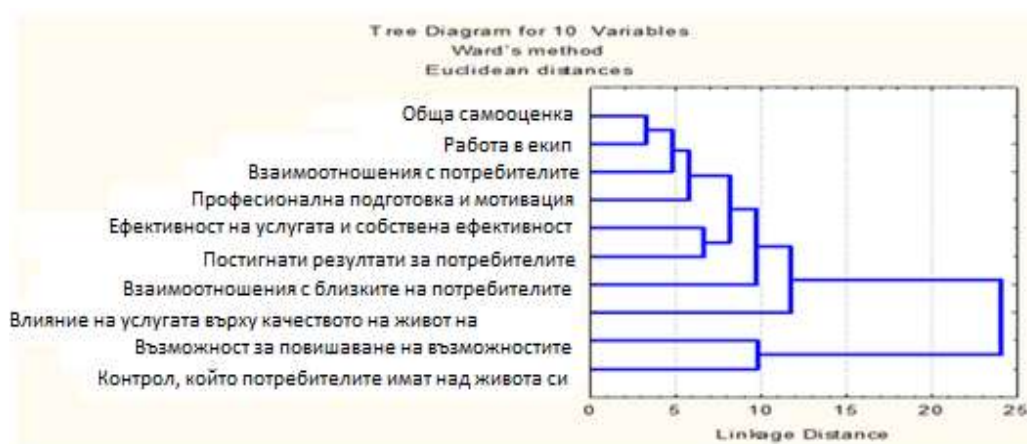 Tree Diagram for 10 Variables
Ward's method
Euclidean distances
Обща самооценка
Работа в екип
Взаимоотношения с потребителите
Професионална подготовка и мотивация
Ефективност на услугата и собствена ефективност
Постигнати резултати за потребителите
Взаимоотношения с близките на потребителите
Влияние на услугата върху качеството на живот на
Възможност за повишаване на възможностите
Контрол, който потребителите имат над живота си
0 5 10 15 20 25
Linkage Distance